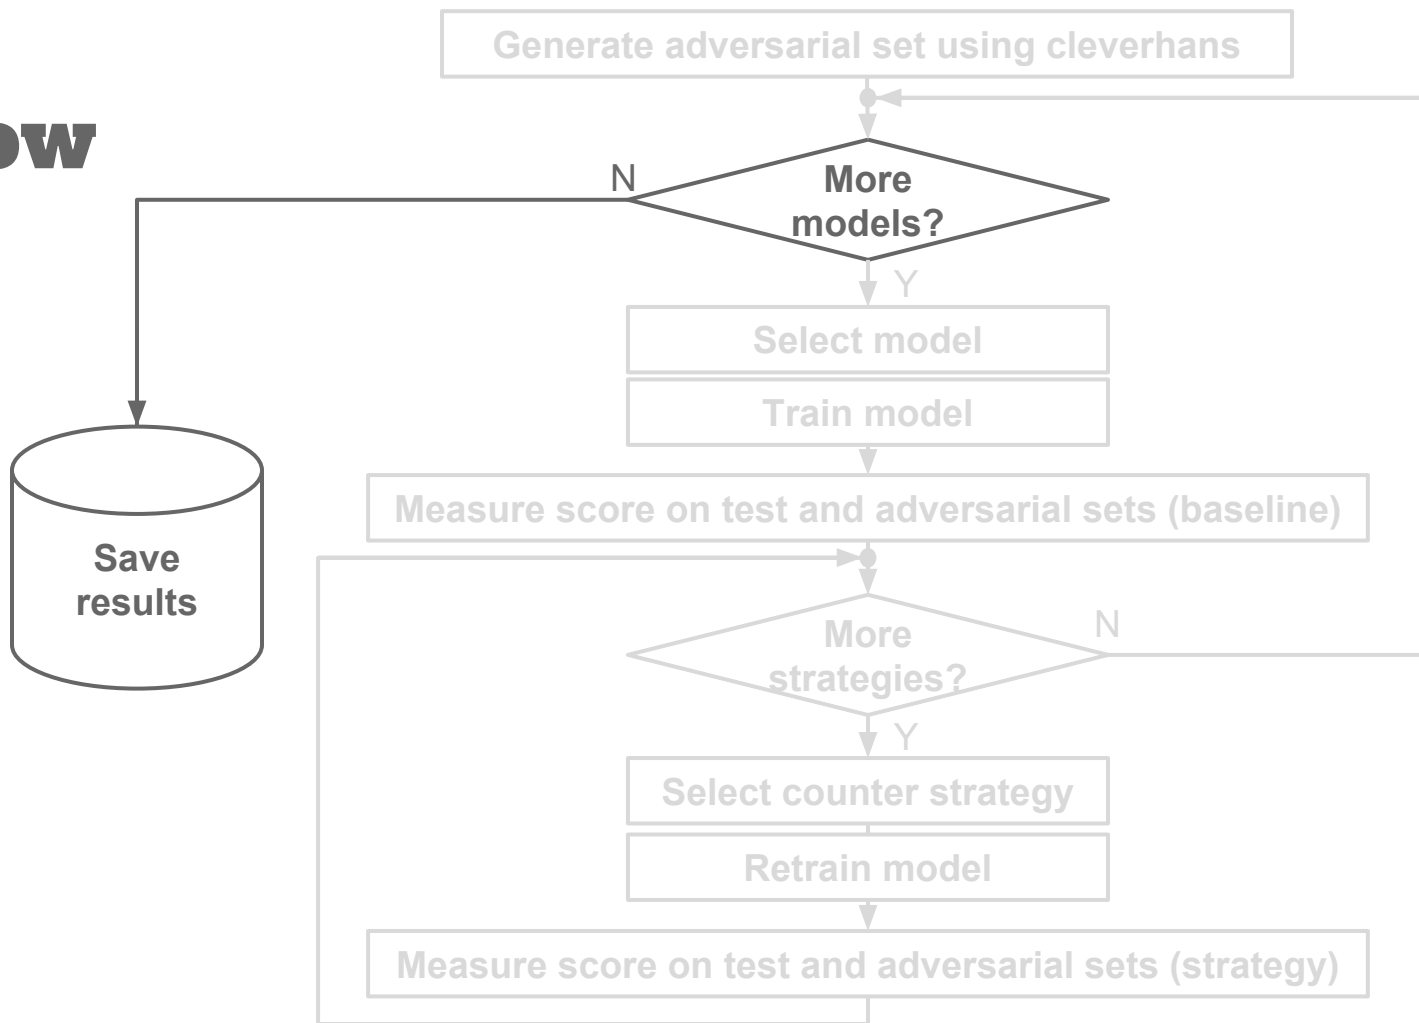 Generate adversarial set using cleverhans
ow
N
More
models?
Y
Select model
Train model
Measure score on test and adversarial sets (baseline)
Save
results
More
strategies?
N
Y
Select counter strategy
Retrain model
Measure score on test and adversarial sets (strategy)